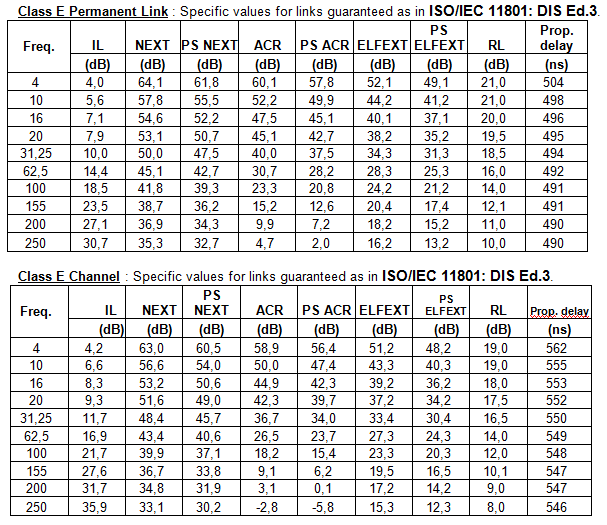 Class E Permanent Link : Specific values for links guaranteed as in ISO/IEC 11801: DIS Ed.3.
Freq. IL NEXT PS NEXT ACR PS ACR ELFEXT PS ELFEXT RL Prop. delay
(dB) (dB) (dB) (dB) (dB) (dB) (dB) (dB) (ns)
4 4,0 64,1 61,8 60,1 57,8 52,1 49,1 21,0 504
10 5,6 57,8 55,5 52,2 49,9 44,2 41,2 21,0 498
16 7,1 54,6 52,2 47,5 45,1 40,1 37,1 20,0 496
20 7,9 53,1 50,7 45,1 42,7 38,2 35,2 19,5 495
31,25 10,0 50,0 47,5 40,0 37,5 34,3 31,3 18,5 494
62,5 14,4 45,1 42,7 30,7 28,2 28,3 25,3 16,0 492
100 18,5 41,8 39,3 23,3 20,8 24,2 21,2 14,0 491
155 23,5 38,7 36,2 15,2 12,6 20,4 17,4 12,1 491
200 27,1 36,9 34,3 9,9 7,2 18,2 15,2 11,0 490
250 30,7 35,3 32,7 4,7 2,0 16,2 13,2 10,0 490
Class E Channel : Specific values for links guaranteed as in ISO/IEC 11801: DIS Ed.3.
Freq. IL NEXT PS NEXT ACR PS ACR ELFEXT PS ELFEXT RL Prop. delay
(dB) (dB) (dB) (dB) (dB) (dB) (dB) (dB) (ns)
4 4,2 63,0 60,5 58,9 56,4 51,2 48,2 19,0 562
10 6,6 56,6 54,0 50,0 47,4 43,3 40,3 19,0 555
16 8,3 53,2 50,6 44,9 42,3 39,2 36,2 18,0 553
20 9,3 51,6 49,0 42,3 39,7 37,2 34,2 17,5 552
31,25 11,7 48,4 45,7 36,7 34,0 33,4 30,4 16,5 550
62,5 16,9 43,4 40,6 26,5 23,7 27,3 24,3 14,0 549
100 21,7 39,9 37,1 18,2 15,4 23,3 20,3 12,0 548
155 27,6 36,7 33,8 9,1 6,2 19,5 16,5 10,1 547
200 31,7 34,8 31,9 3,1 0,1 17,2 14,2 9,0 547
250 35,9 33,1 30,2 -2,8 -5,8 15,3 12,3 8,0 546